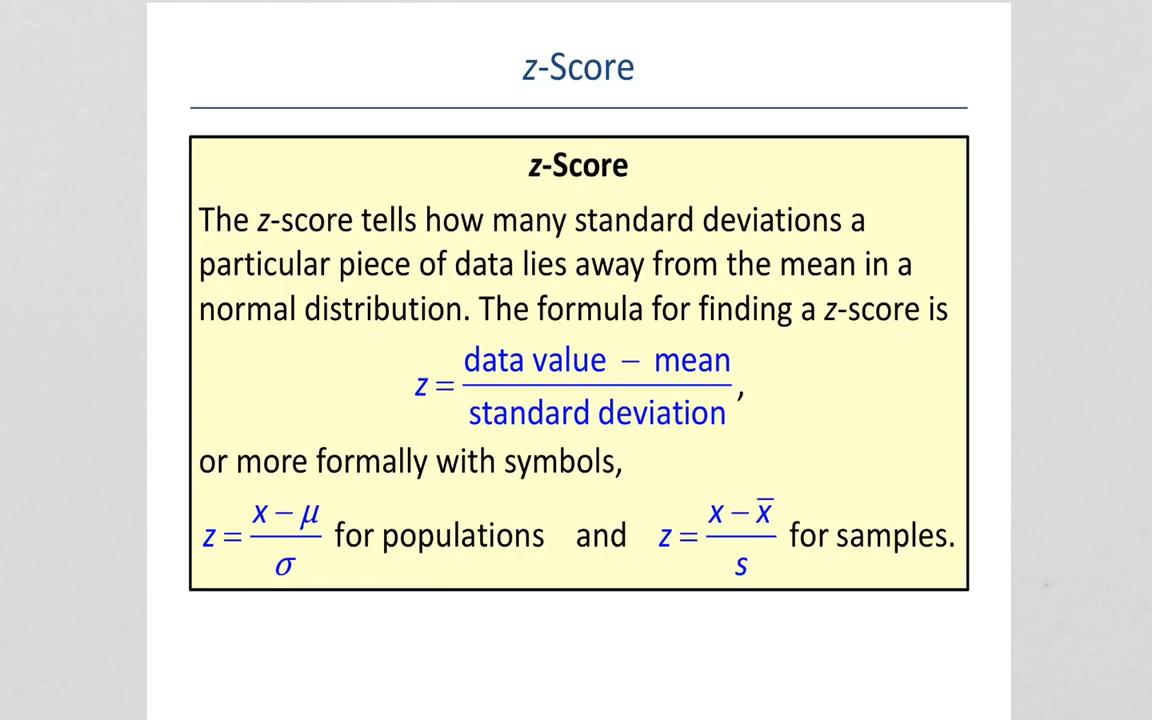 z-Score
z-Score
The z-score tells how many standard deviations a
particular piece of data lies away from the mean in a
normal distribution. The formula for finding a z-score is
z = data value − mean / standard deviation,
or more formally with symbols,
z = x − μ / σ for populations and z = x − x̄ / s for samples.